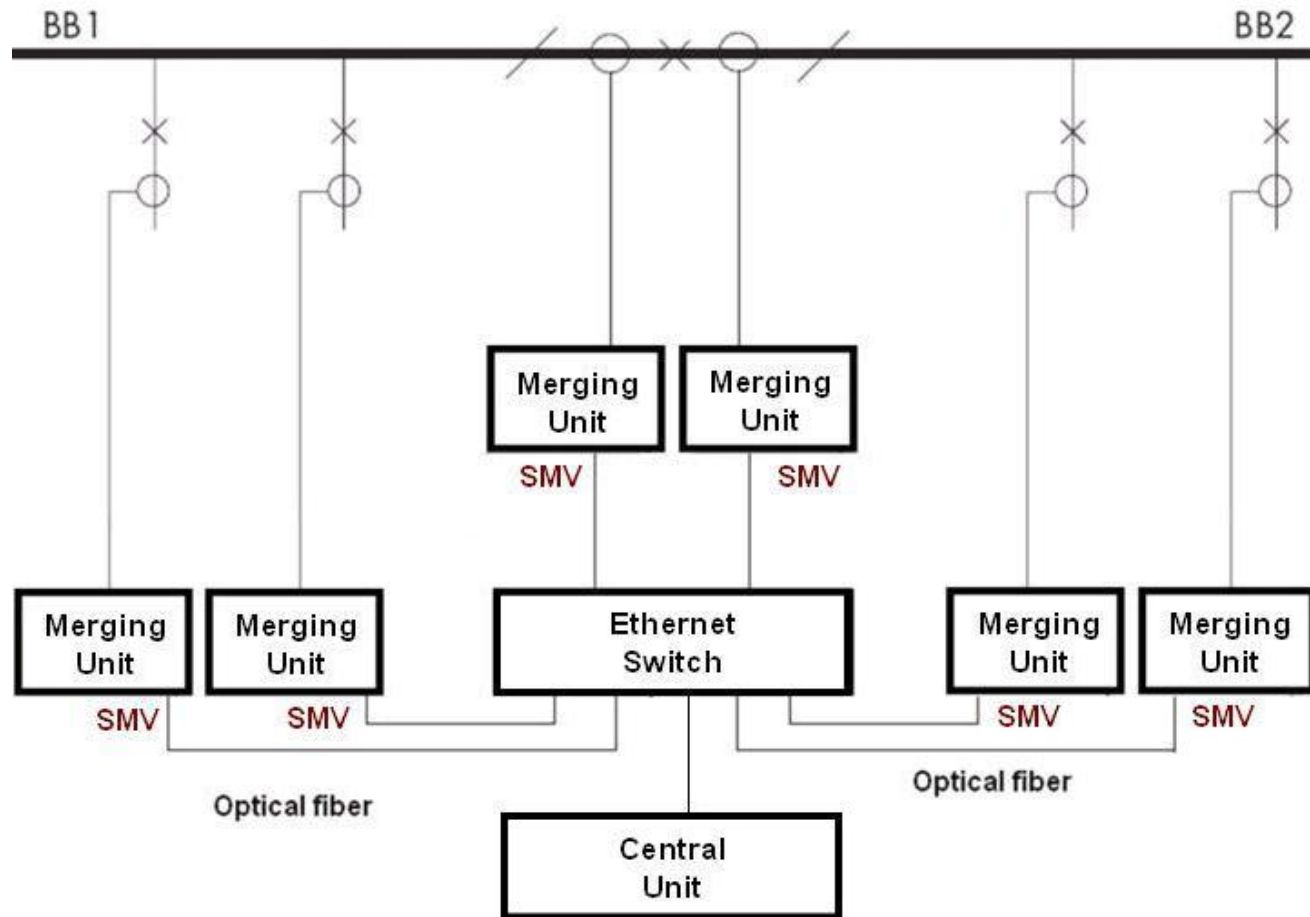 BB1
BB2
Merging
Unit
Merging
Unit
SMV
SMV
Merging
Unit
Merging
Unit
Ethernet
Switch
Merging
Unit
Merging
Unit
SMV
SMV
SMV
SMV
Optical fiber
Optical fiber
Central
Unit